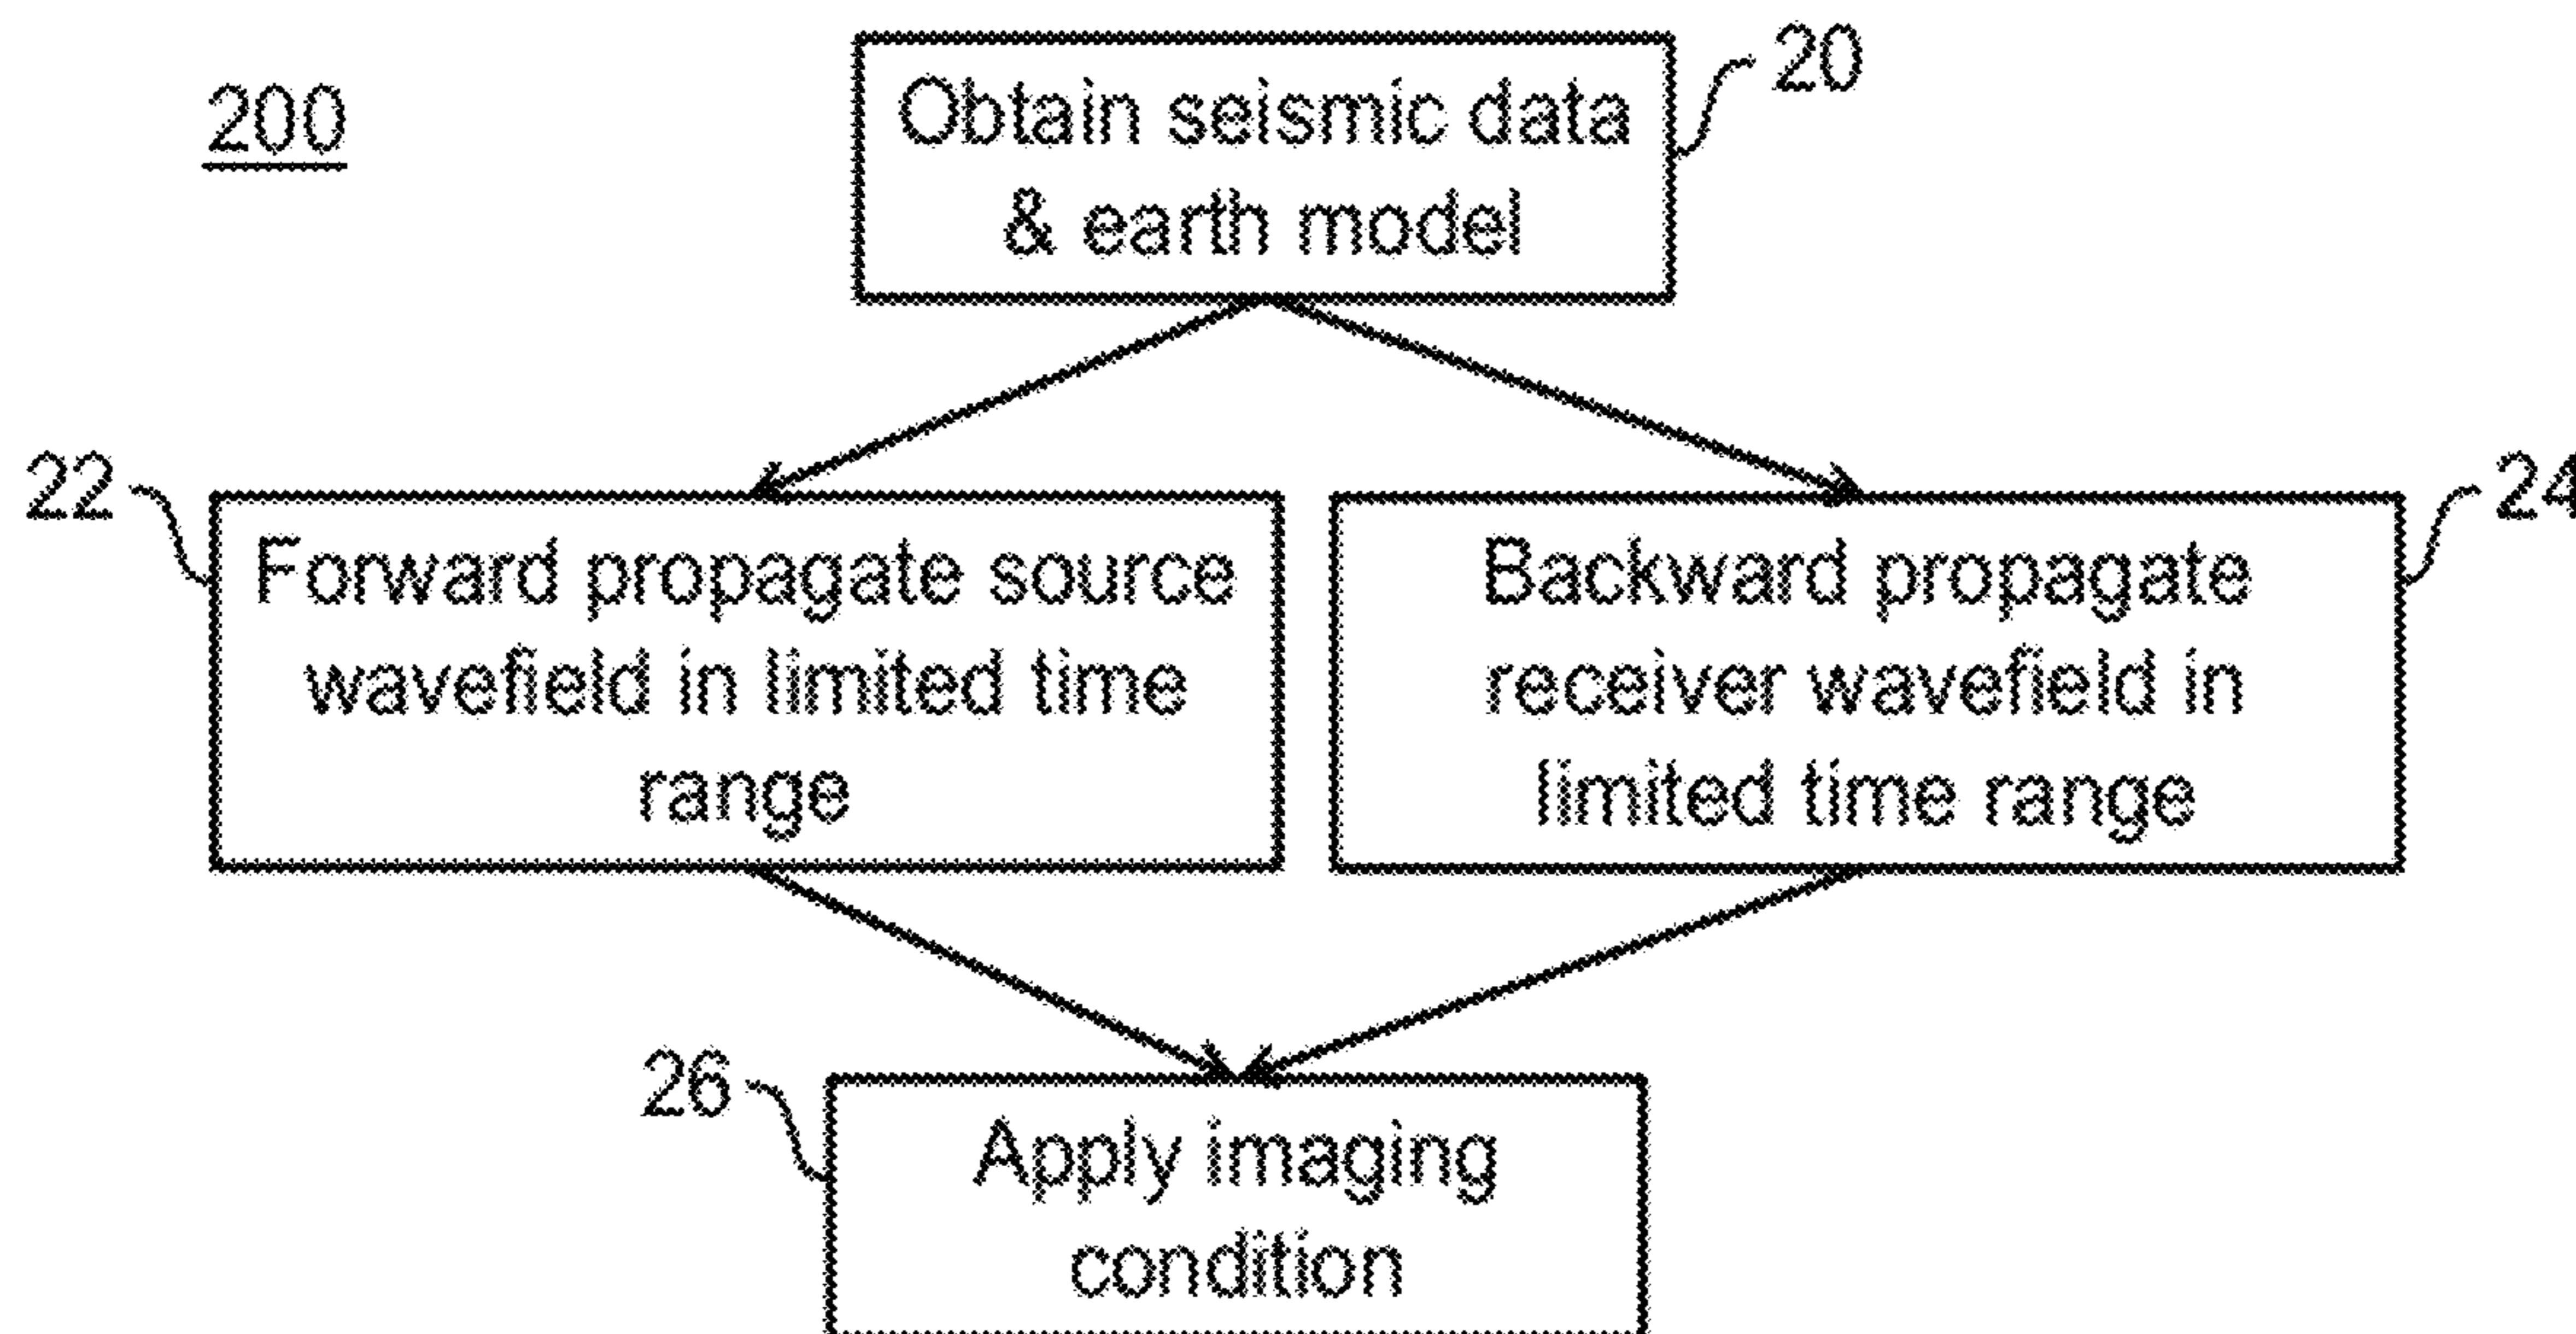 200
Obtain seismic data
& earth model
20
22
Forward propagate source
wavefield in limited time
range
Backward propagate
receiver wavefield in
limited time range
24
26
Apply imaging
condition